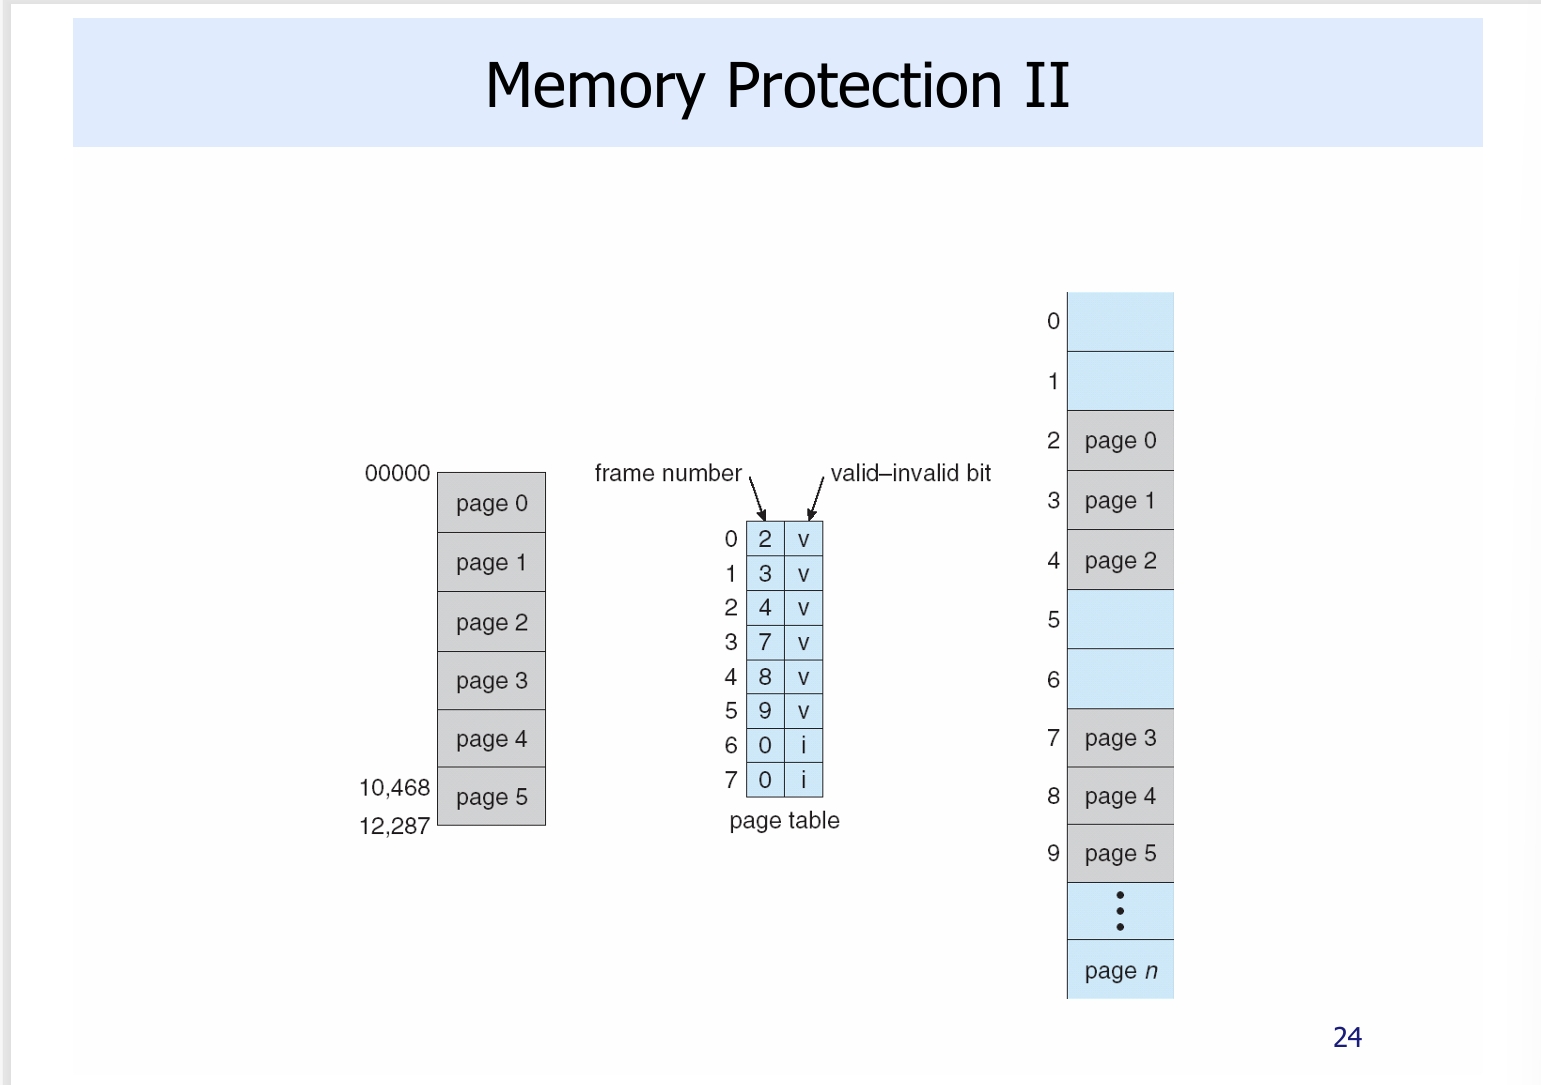 Memory Protection II
00000
page 0
page 1
page 2
page 3
page 4
10,468
page 5
12,287
frame number
valid–invalid bit
0 2 v
1 3 v
2 4 v
3 7 v
4 8 v
5 9 v
6 0 i
7 0 i
page table
0
1
2 page 0
3 page 1
4 page 2
5
6
7 page 3
8 page 4
9 page 5
page n
24